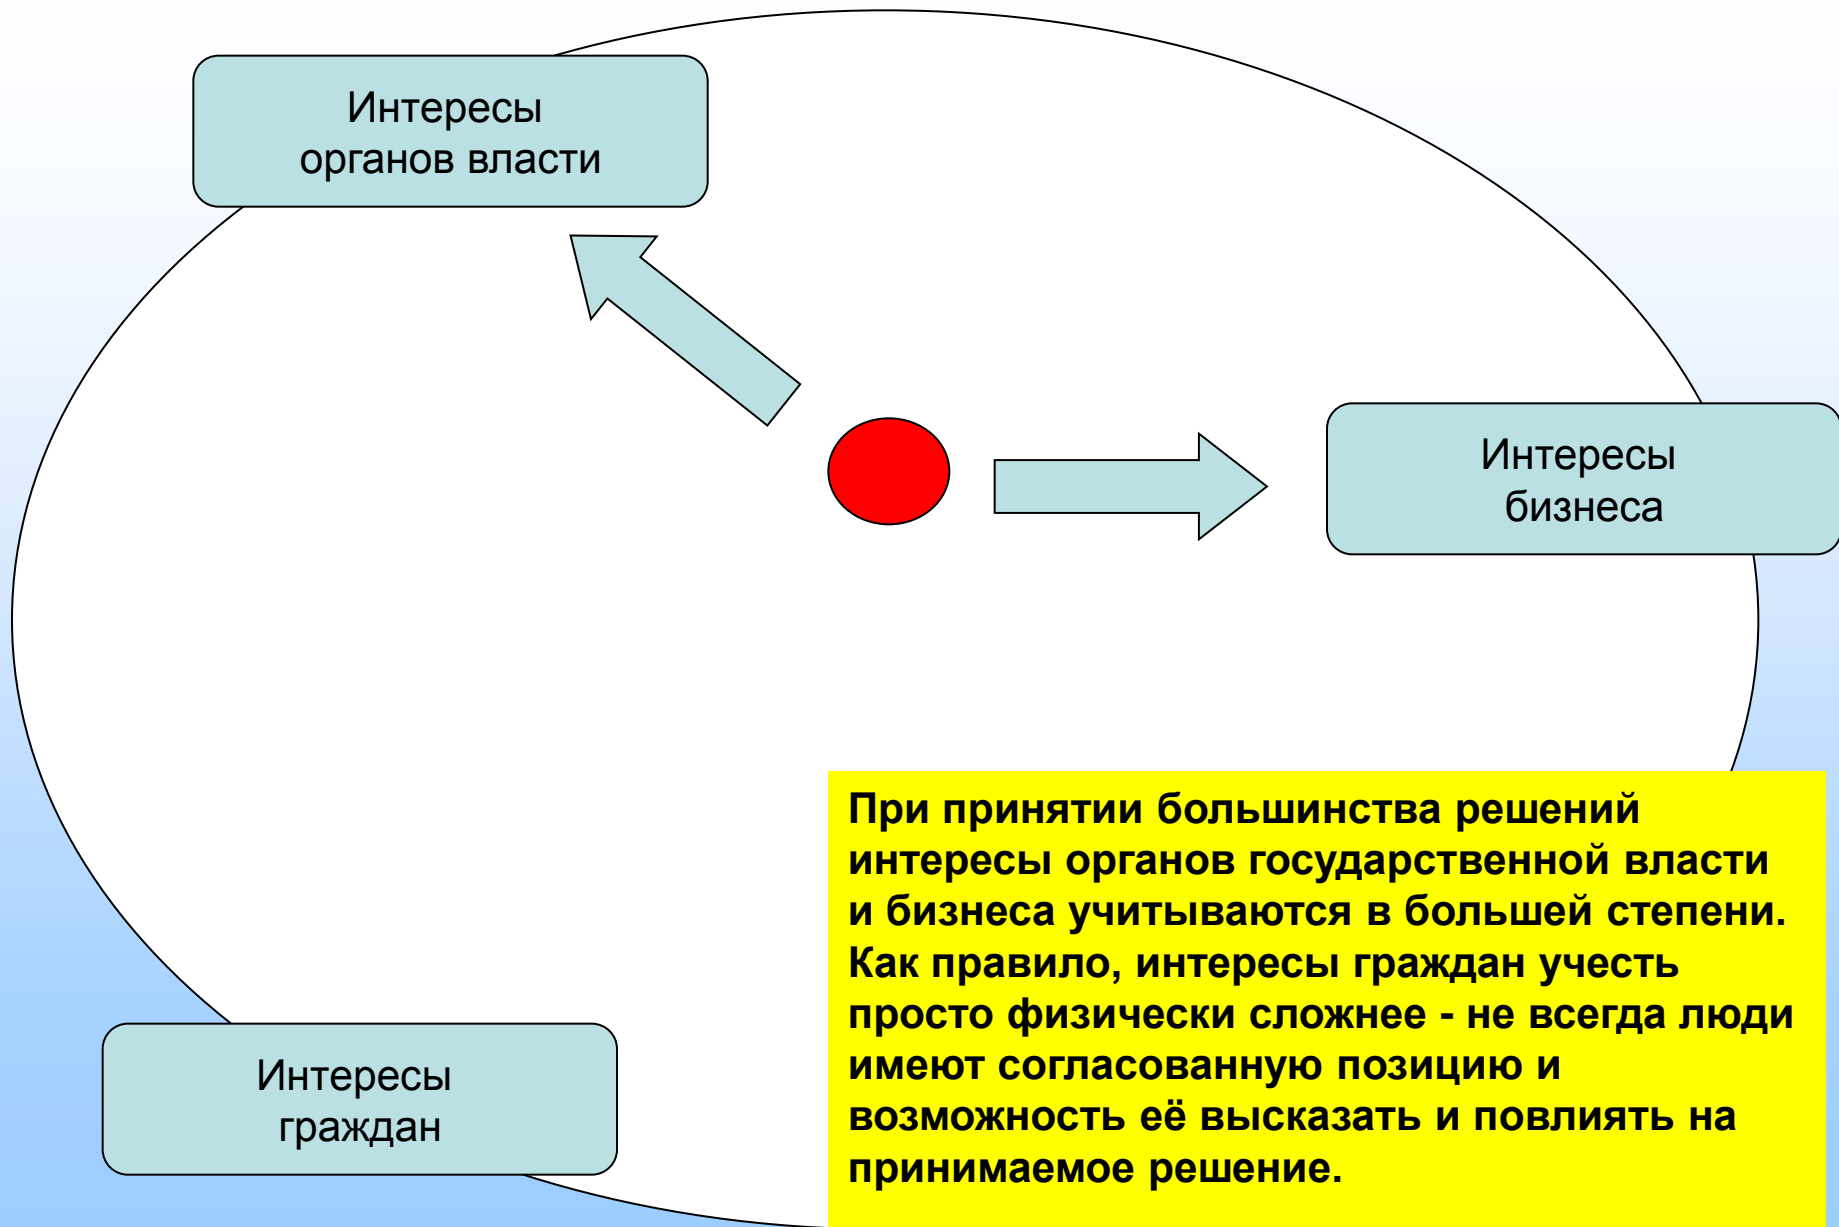 Интересы
органов власти
Интересы
бизнеса
При принятии большинства решений
интересы органов государственной власти
и бизнеса учитываются в большей степени.
Как правило, интересы граждан учесть
просто физически сложнее - не всегда люди
имеют согласованную позицию и
возможность её высказать и повлиять на
принимаемое решение.
Интересы
граждан